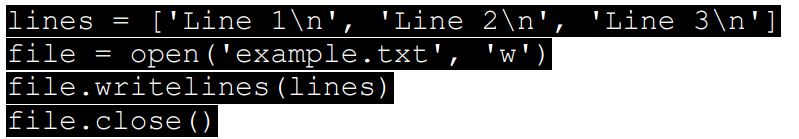 lines = ['Line 1\n', 'Line 2\n', 'Line 3\n']
file = open('example.txt', 'w')
file.writelines(lines)
file.close()